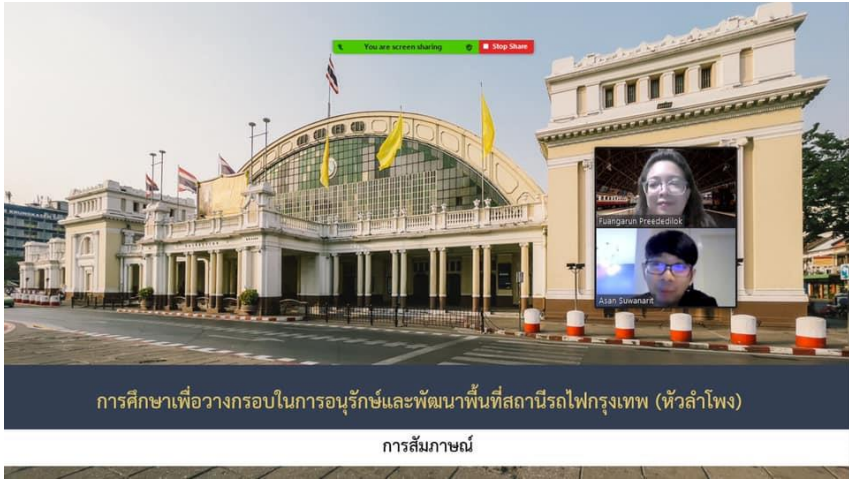 You are screen sharing
Stop Share
Fuangarun Preededilok
Asan Suwanarit
การศึกษาเพื่อวางกรอบในการอนุรักษ์และพัฒนาพื้นที่สถานีรถไฟกรุงเทพ (หัวลำโพง)
การสัมภาษณ์